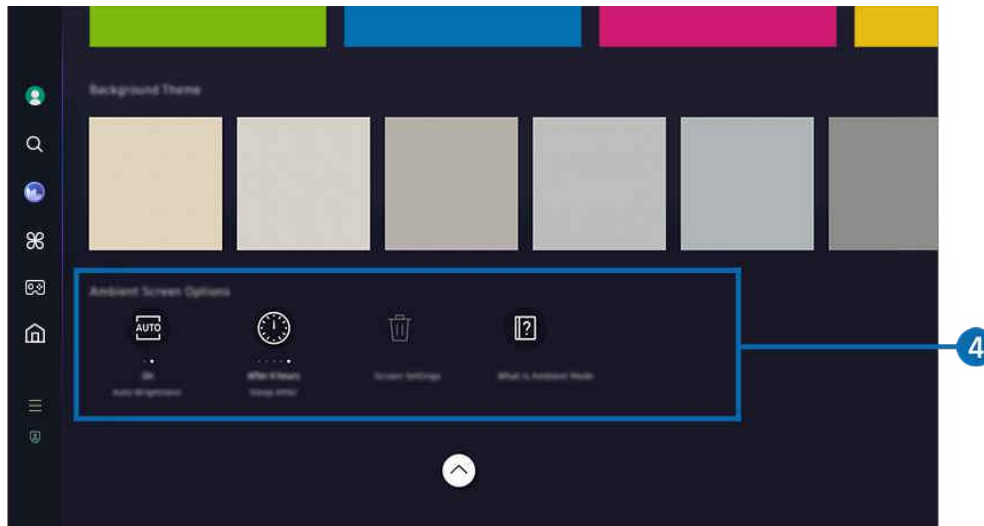 Background Theme
Ambient Screen Options
AUTO
?
4
On
After 4 hours
Auto Brightness
Sleep After
Screen Settings
What is Ambient Mode